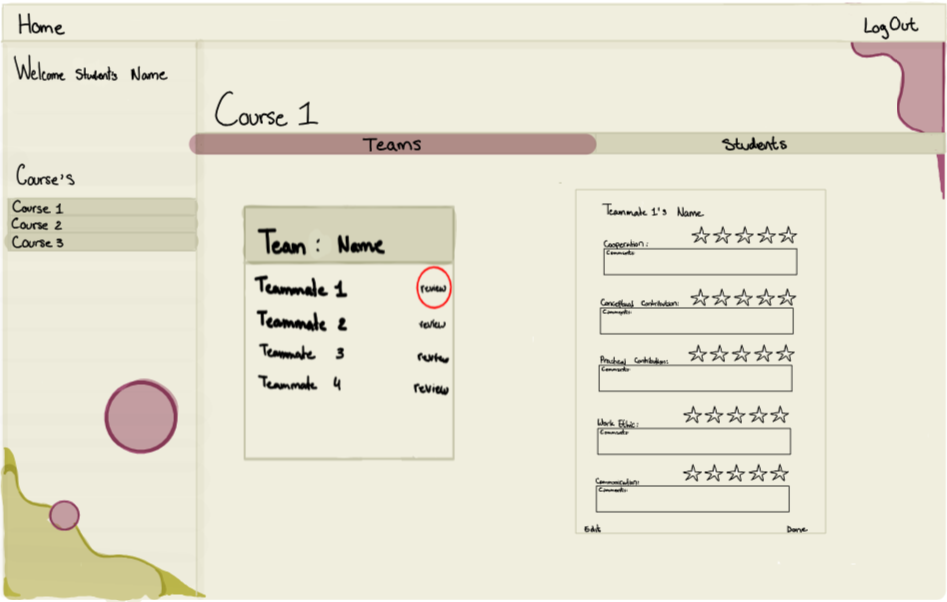 Home
Log Out
Welcome Student's Name
Course 1
Teams
Students
Course's
Course 1
Course 2
Course 3
Team : Name
Teammate 1 review
Teammate 2 review
Teammate 3 review
Teammate 4 review
Teammate 1's Name
Cooperation:
Comments:
Conceptual Contribution:
Comments:
Practical Contribution:
Comments:
Work Ethic:
Comments:
Communication:
Comments:
Edit
Done